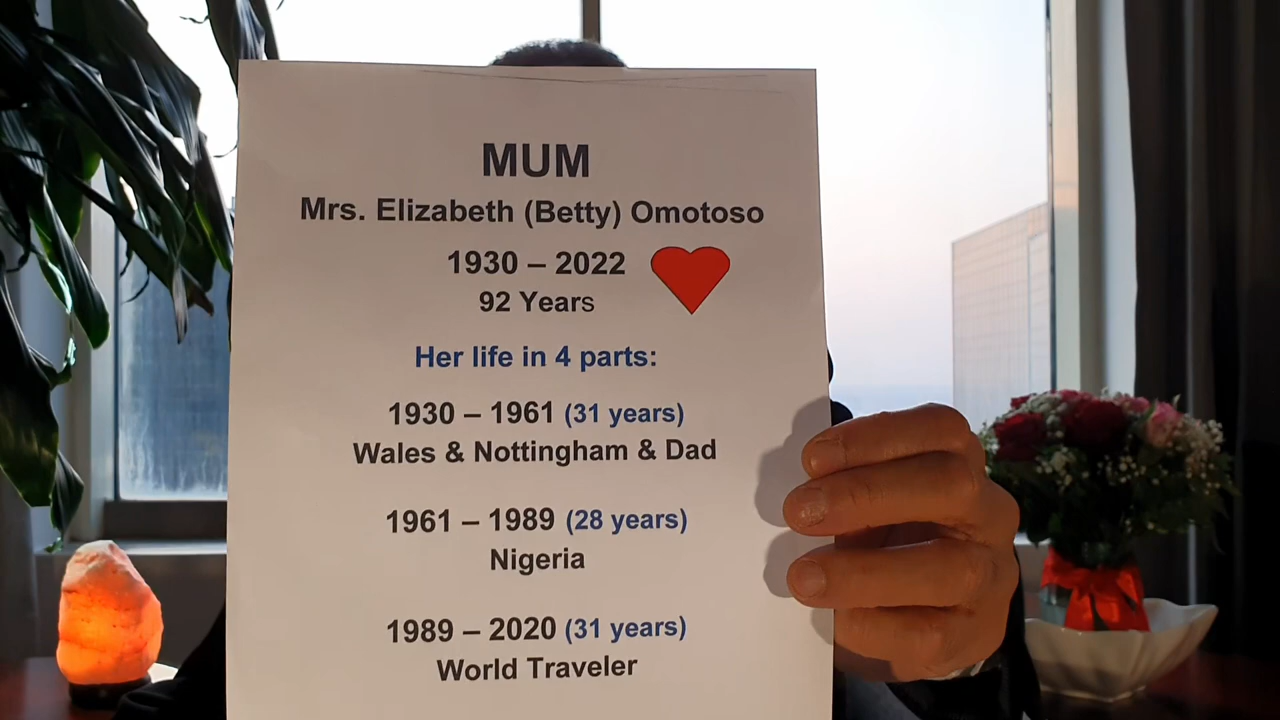 MUM
Mrs. Elizabeth (Betty) Omotoso
1930 – 2022
92 Years
Her life in 4 parts:
1930 – 1961 (31 years)
Wales & Nottingham & Dad
1961 – 1989 (28 years)
Nigeria
1989 – 2020 (31 years)
World Traveler